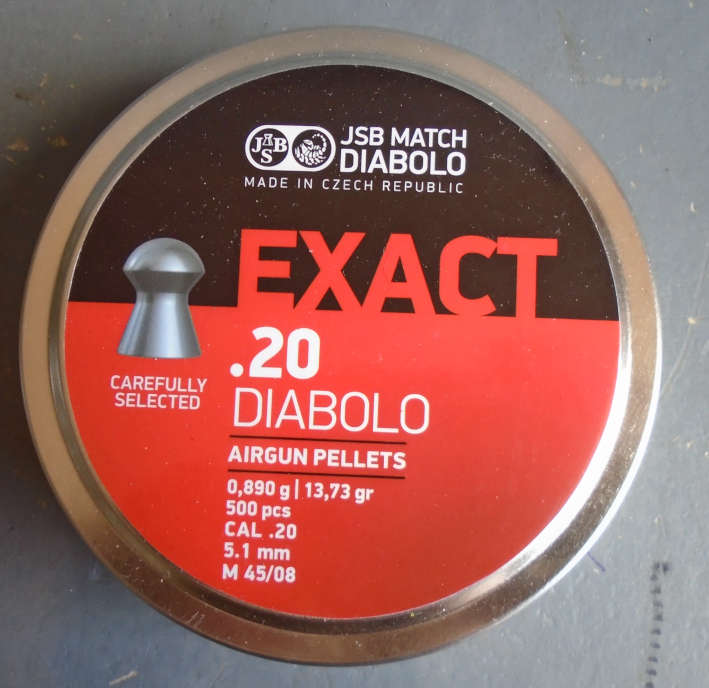 JASB JSB MATCH
DIABOLO
MADE IN CZECH REPUBLIC
EXACT
.20
DIABOLO
CAREFULLY
SELECTED
AIRGUN PELLETS
0,890 g | 13,73 gr
500 pcs
CAL .20
5.1 mm
M 45/08